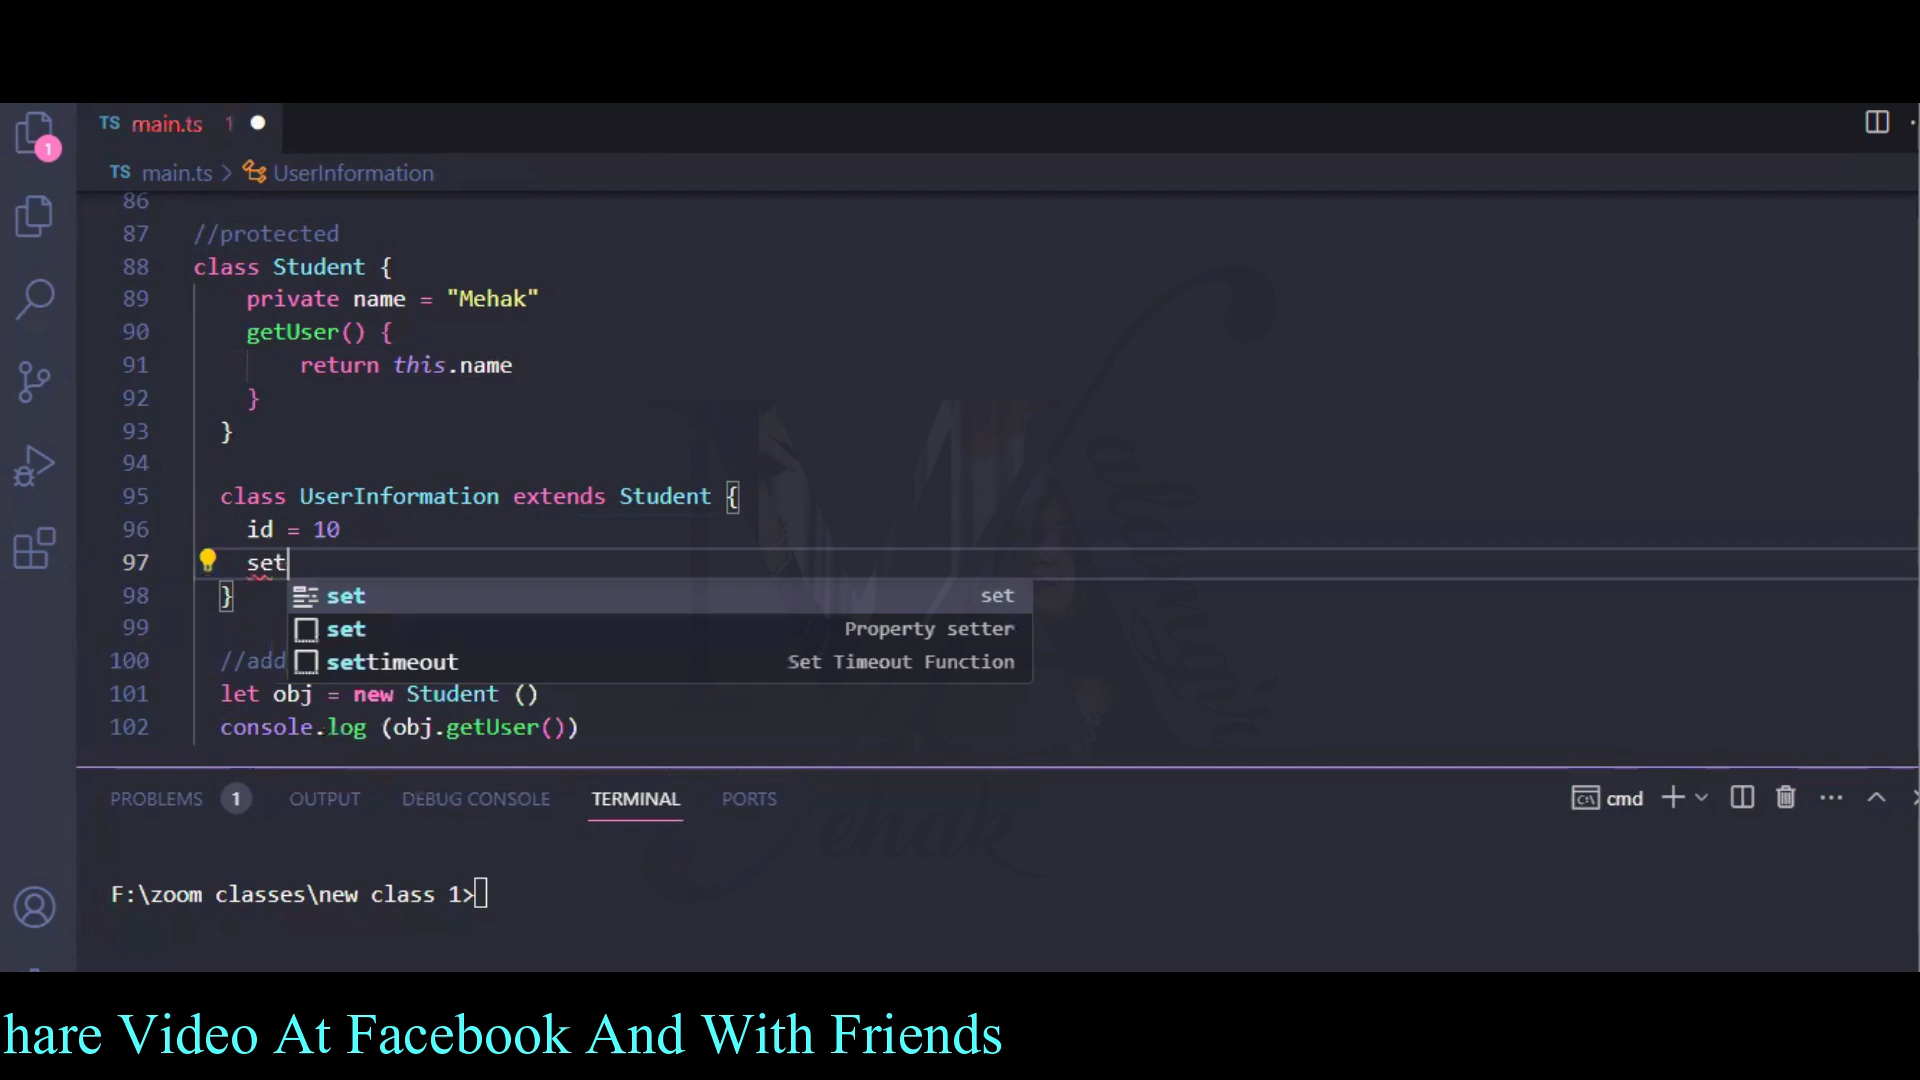 TS main.ts 1
1
TS main.ts > UserInformation
86
87 //protected
88 class Student {
89 private name = "Mehak"
90 getUser() {
91 return this.name
92 }
93 }
94
95 class UserInformation extends Student {
96 id = 10
97 set
98 }
set set
99
set Property setter
100 //add
settimeout Set Timeout Function
101 let obj = new Student ()
102 console.log (obj.getUser())
PROBLEMS 1 OUTPUT DEBUG CONSOLE TERMINAL PORTS cmd
F:\zoom classes\new class 1>
hare Video At Facebook And With Friends